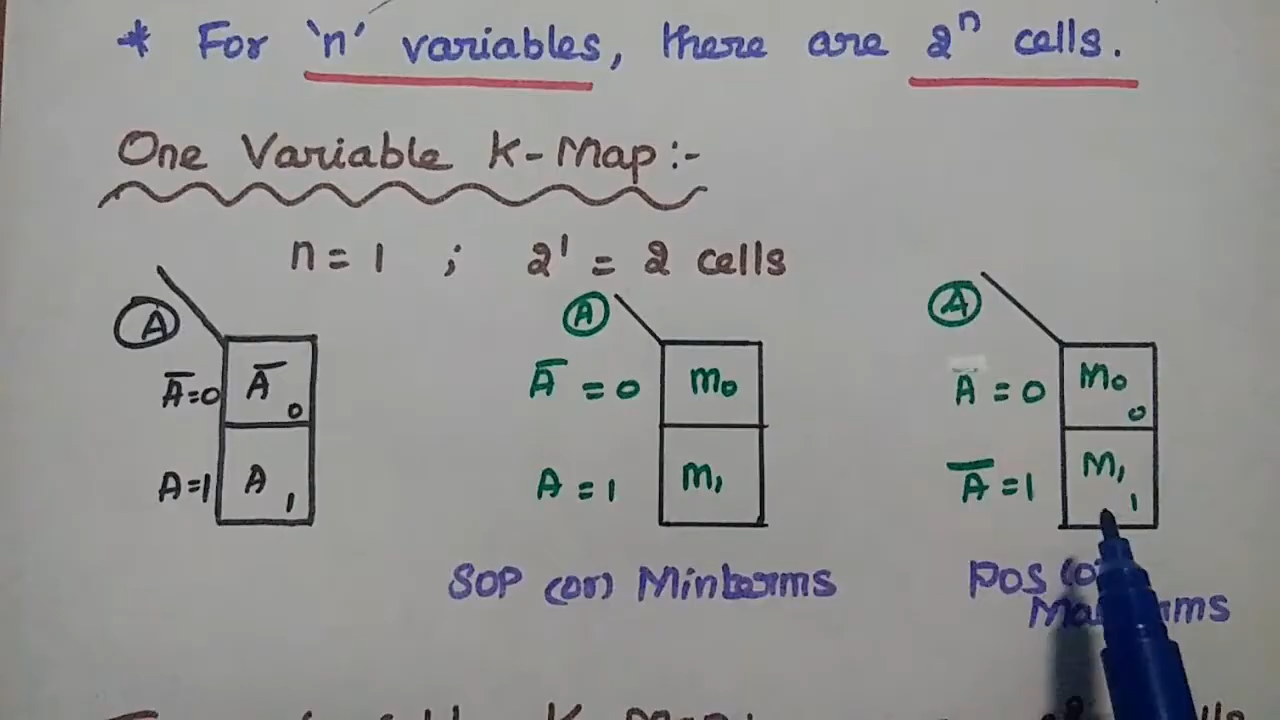 * For 'n' variables, there are 2ⁿ cells.
One Variable K-Map:-
n = 1 ; 2¹ = 2 cells
A
A̅=0 A̅ 0
A=1 A 1
A
A̅ = 0 m₀
A = 1 m₁
A
A = 0 M₀ 0
A̅ = 1 M₁ 1
SOP (or) Minterms
POS
K-Map